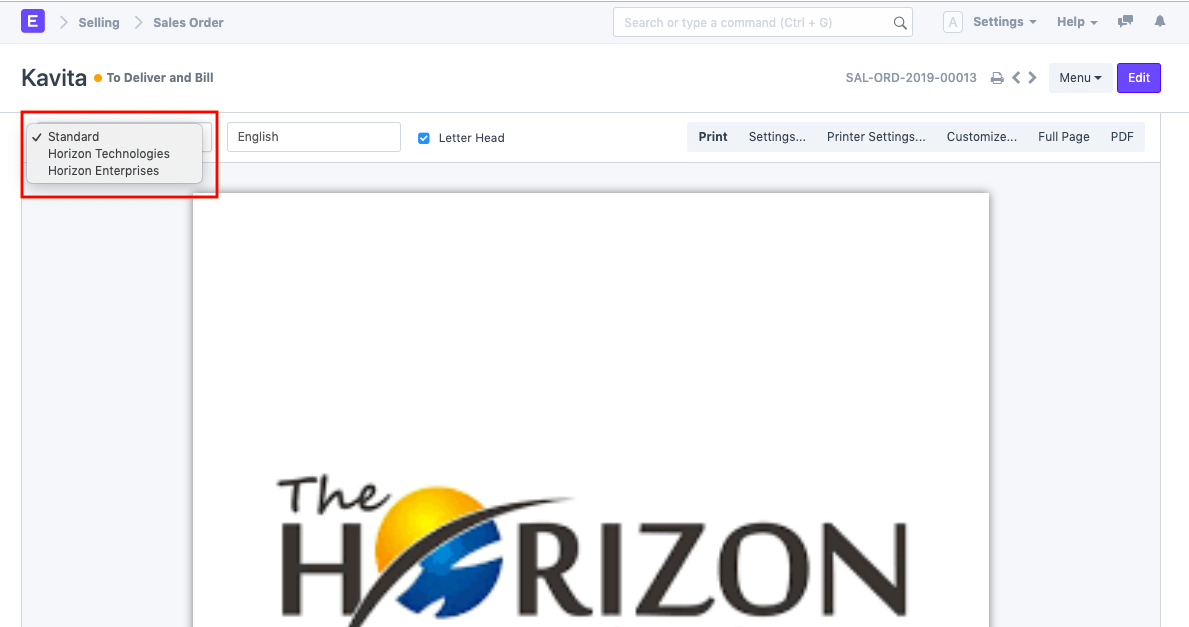 E Selling Sales Order Search or type a command (Ctrl + G) A Settings Help
Kavita To Deliver and Bill SAL-ORD-2019-00013 Menu Edit
Standard English Letter Head Print Settings... Printer Settings... Customize... Full Page PDF
Horizon Technologies
Horizon Enterprises
The
HORIZON